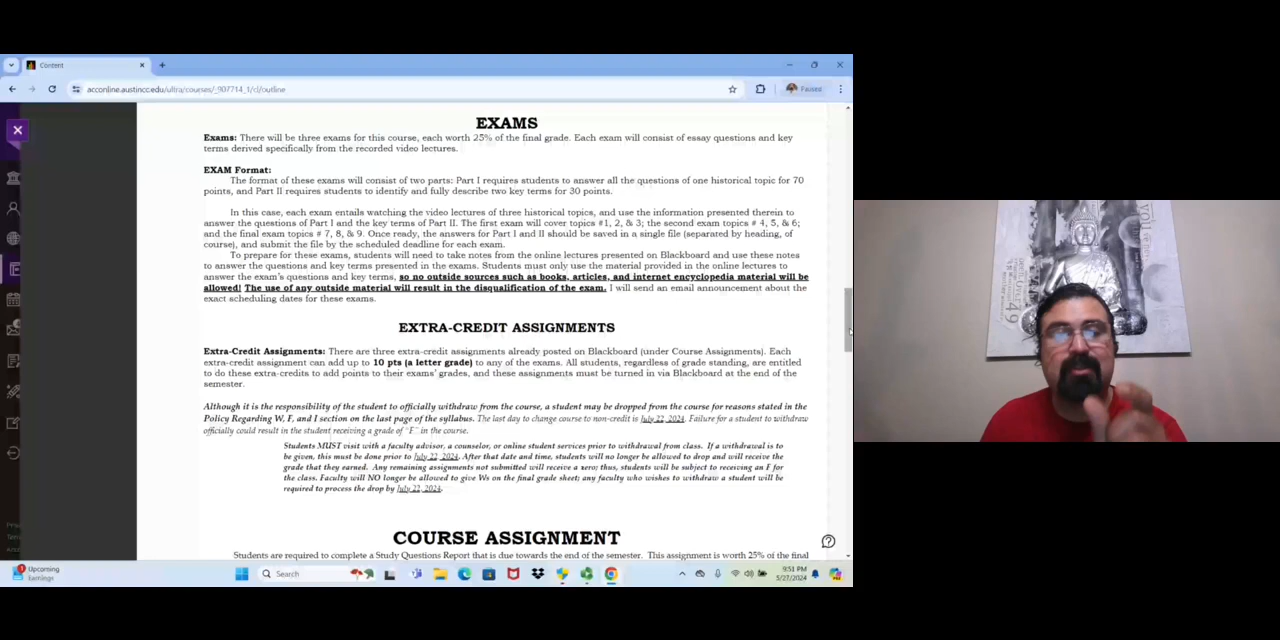 Content
acconline.austincc.edu/ultra/courses/_907714_1/cl/outline
Paused
EXAMS
Exams: There will be three exams for this course, each worth 25% of the final grade. Each exam will consist of essay questions and key
terms derived specifically from the recorded video lectures.
EXAM Format:
The format of these exams will consist of two parts: Part I requires students to answer all the questions of one historical topic for 70
points, and Part II requires students to identify and fully describe two key terms for 30 points.
In this case, each exam entails watching the video lectures of three historical topics, and use the information presented therein to
answer the questions of Part I and the key terms of Part II. The first exam will cover topics #1, 2, & 3; the second exam topics # 4, 5, & 6;
and the final exam topics # 7, 8, & 9. Once ready, the answers for Part I and II should be saved in a single file (separated by heading, of
course), and submit the file by the scheduled deadline for each exam.
To prepare for these exams, students will need to take notes from the online lectures presented on Blackboard and use these notes
to answer the questions and key terms presented in the exams. Students must only use the material provided in the online lectures to
answer the exam's questions and key terms, so no outside sources such as books, articles, and internet encyclopedia material will be
allowed! The use of any outside material will result in the disqualification of the exam. I will send an email announcement about the
exact scheduling dates for these exams.
EXTRA-CREDIT ASSIGNMENTS
Extra-Credit Assignments: There are three extra-credit assignments already posted on Blackboard (under Course Assignments). Each
extra-credit assignment can add up to 10 pts (a letter grade) to any of the exams. All students, regardless of grade standing, are entitled
to do these extra-credits to add points to their exams' grades, and these assignments must be turned in via Blackboard at the end of the
semester.
Although it is the responsibility of the student to officially withdraw from the course, a student may be dropped from the course for reasons stated in the
Policy Regarding W, F, and I section on the last page of the syllabus. The last day to change course to non-credit is July 22, 2024. Failure for a student to withdraw
officially could result in the student receiving a grade of "F" in the course.
Students MUST visit with a faculty advisor, a counselor, or online student services prior to withdrawal from class. If a withdrawal is to
be given, this must be done prior to July 22, 2024. After that date and time, students will no longer be allowed to drop and will receive the
grade that they earned. Any remaining assignments not submitted will receive a zero; thus, students will be subject to receiving an F for
the class. Faculty will NO longer be allowed to give Ws on the final grade sheet; any faculty who wishes to withdraw a student will be
required to process the drop by July 22, 2024.
COURSE ASSIGNMENT
Students are required to complete a Study Questions Report that is due towards the end of the semester. This assignment is worth 25% of the final
Upcoming
Earnings
Search
9:51 PM
5/27/2024
49